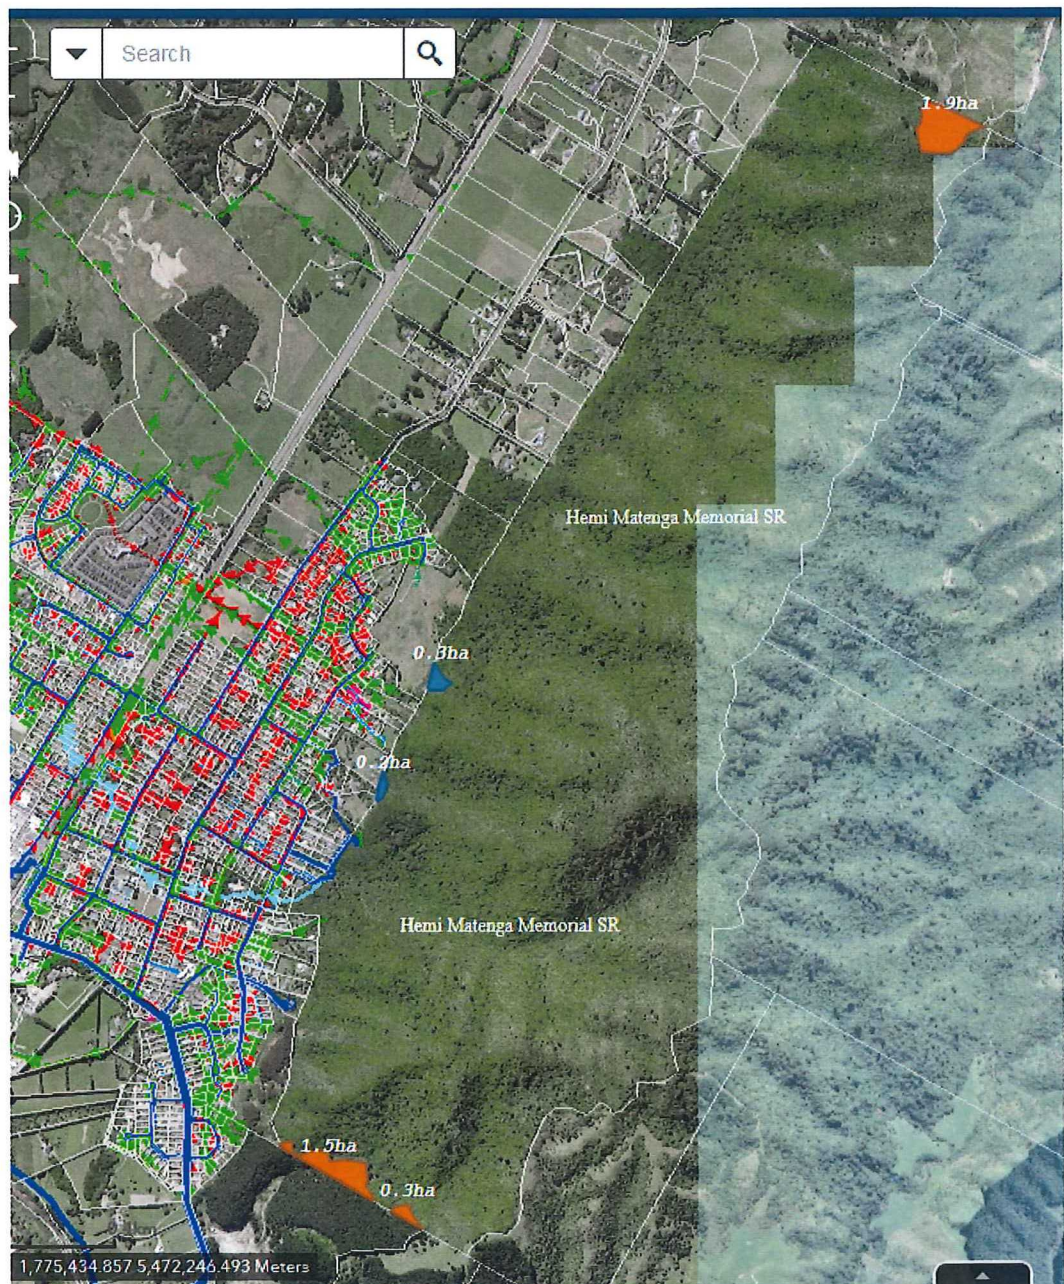 Search
1.9ha
Hemi Matenga Memorial SR
0.3ha
0.2ha
Hemi Matenga Memorial SR
1.5ha
0.3ha
1,775,434.857 5,472,246.493 Meters